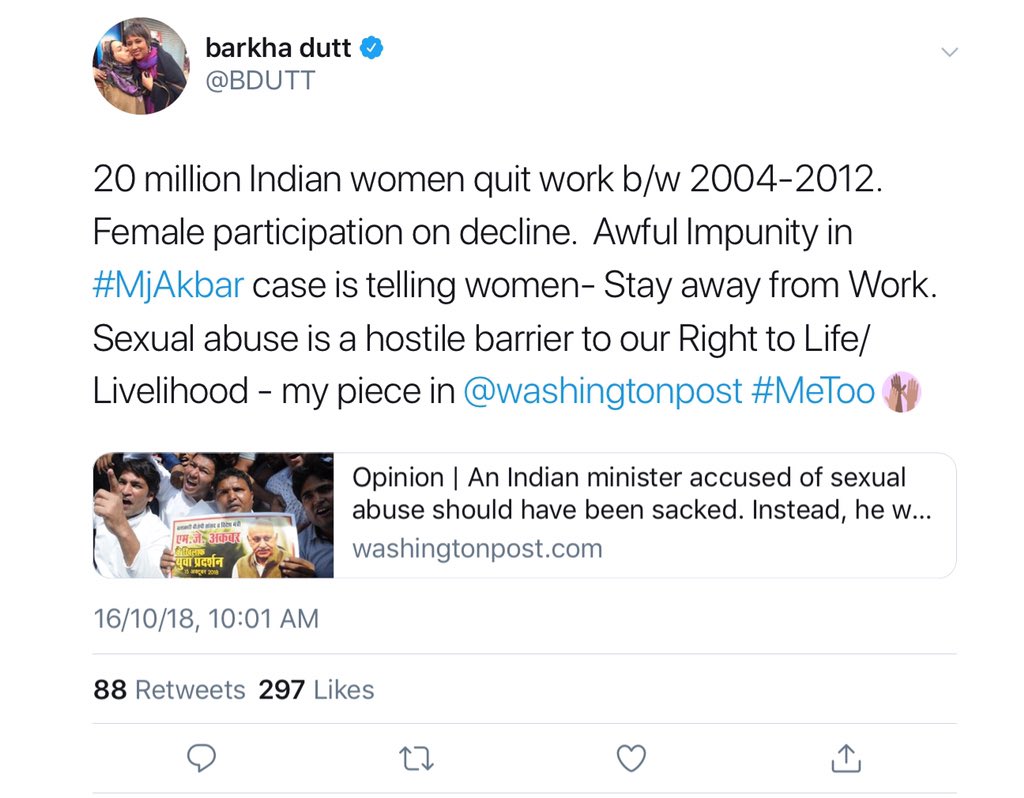 barkha dutt
@BDUTT
20 million Indian women quit work b/w 2004-2012.
Female participation on decline.  Awful Impunity in
#MjAkbar case is telling women- Stay away from Work.
Sexual abuse is a hostile barrier to our Right to Life/
Livelihood - my piece in @washingtonpost #MeToo
Opinion | An Indian minister accused of sexual
abuse should have been sacked. Instead, he w...
washingtonpost.com
एम.जे. अकबर
के खिलाफ
युवा प्रदर्शन
16/10/18, 10:01 AM
88 Retweets 297 Likes